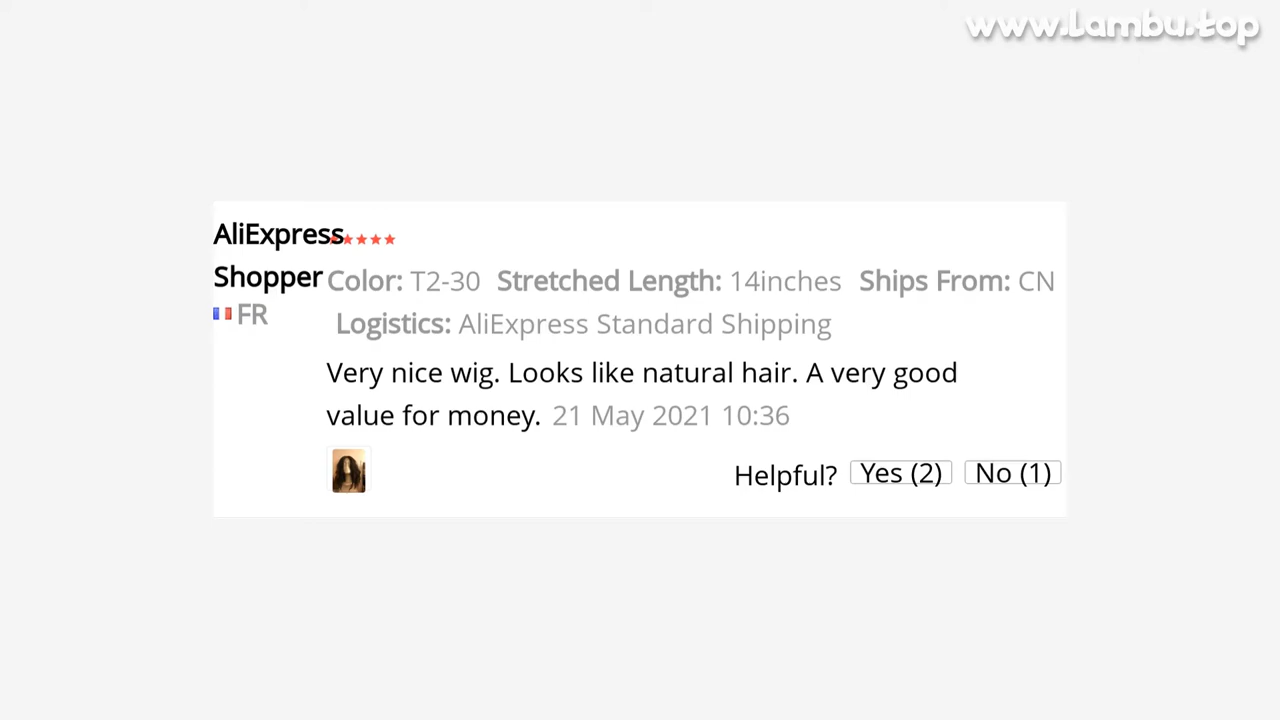 www.Lambu.top
AliExpress
Shopper
FR
Color: T2-30 Stretched Length: 14inches Ships From: CN
Logistics: AliExpress Standard Shipping
Very nice wig. Looks like natural hair. A very good
value for money. 21 May 2021 10:36
Helpful? Yes (2) No (1)